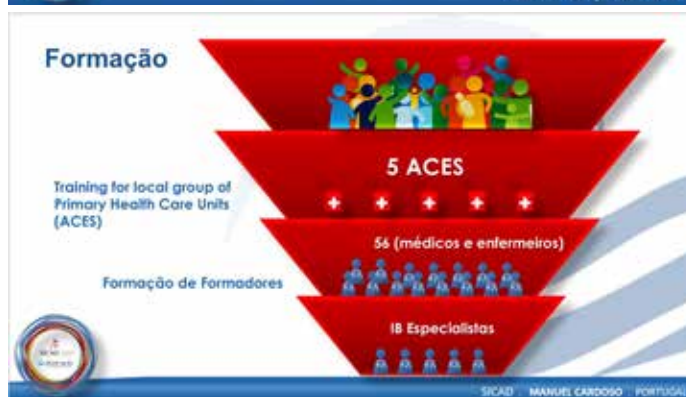 Formação
5 ACES
Training for local group of
Primary Health Care Units
(ACES)
56 (médicos e enfermeiros)
Formação de Formadores
IB Especialistas
SICAD MANUEL CARDOSO PORTUGAL